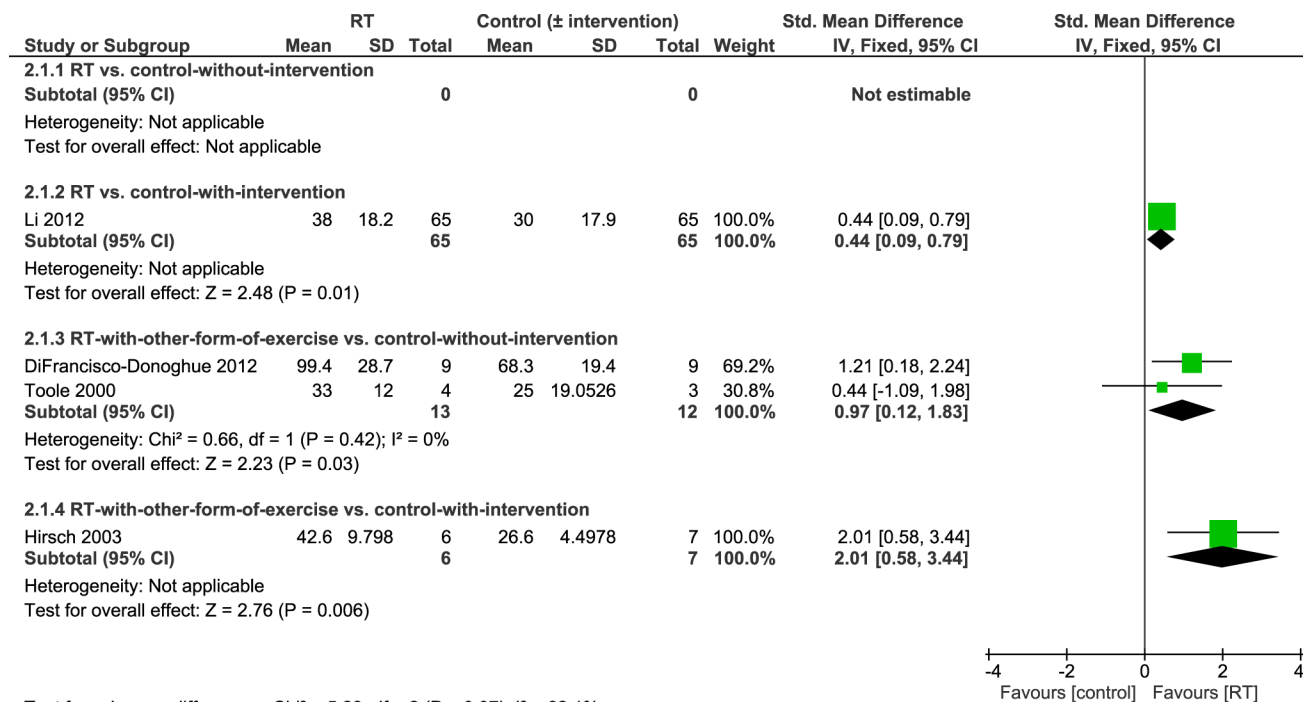 RT Control (± intervention) Std. Mean Difference Std. Mean Difference
Study or Subgroup Mean SD Total Mean SD Total Weight IV, Fixed, 95% CI IV, Fixed, 95% CI
2.1.1 RT vs. control-without-intervention
Subtotal (95% CI) 0 0 Not estimable
Heterogeneity: Not applicable
Test for overall effect: Not applicable
2.1.2 RT vs. control-with-intervention
Li 2012 38 18.2 65 30 17.9 65 100.0% 0.44 [0.09, 0.79]
Subtotal (95% CI) 65 65 100.0% 0.44 [0.09, 0.79]
Heterogeneity: Not applicable
Test for overall effect: Z = 2.48 (P = 0.01)
2.1.3 RT-with-other-form-of-exercise vs. control-without-intervention
DiFrancisco-Donoghue 2012 99.4 28.7 9 68.3 19.4 9 69.2% 1.21 [0.18, 2.24]
Toole 2000 33 12 4 25 19.0526 3 30.8% 0.44 [-1.09, 1.98]
Subtotal (95% CI) 13 12 100.0% 0.97 [0.12, 1.83]
Heterogeneity: Chi² = 0.66, df = 1 (P = 0.42); I² = 0%
Test for overall effect: Z = 2.23 (P = 0.03)
2.1.4 RT-with-other-form-of-exercise vs. control-with-intervention
Hirsch 2003 42.6 9.798 6 26.6 4.4978 7 100.0% 2.01 [0.58, 3.44]
Subtotal (95% CI) 6 7 100.0% 2.01 [0.58, 3.44]
Heterogeneity: Not applicable
Test for overall effect: Z = 2.76 (P = 0.006)
-4 -2 0 2 4
Favours [control] Favours [RT]